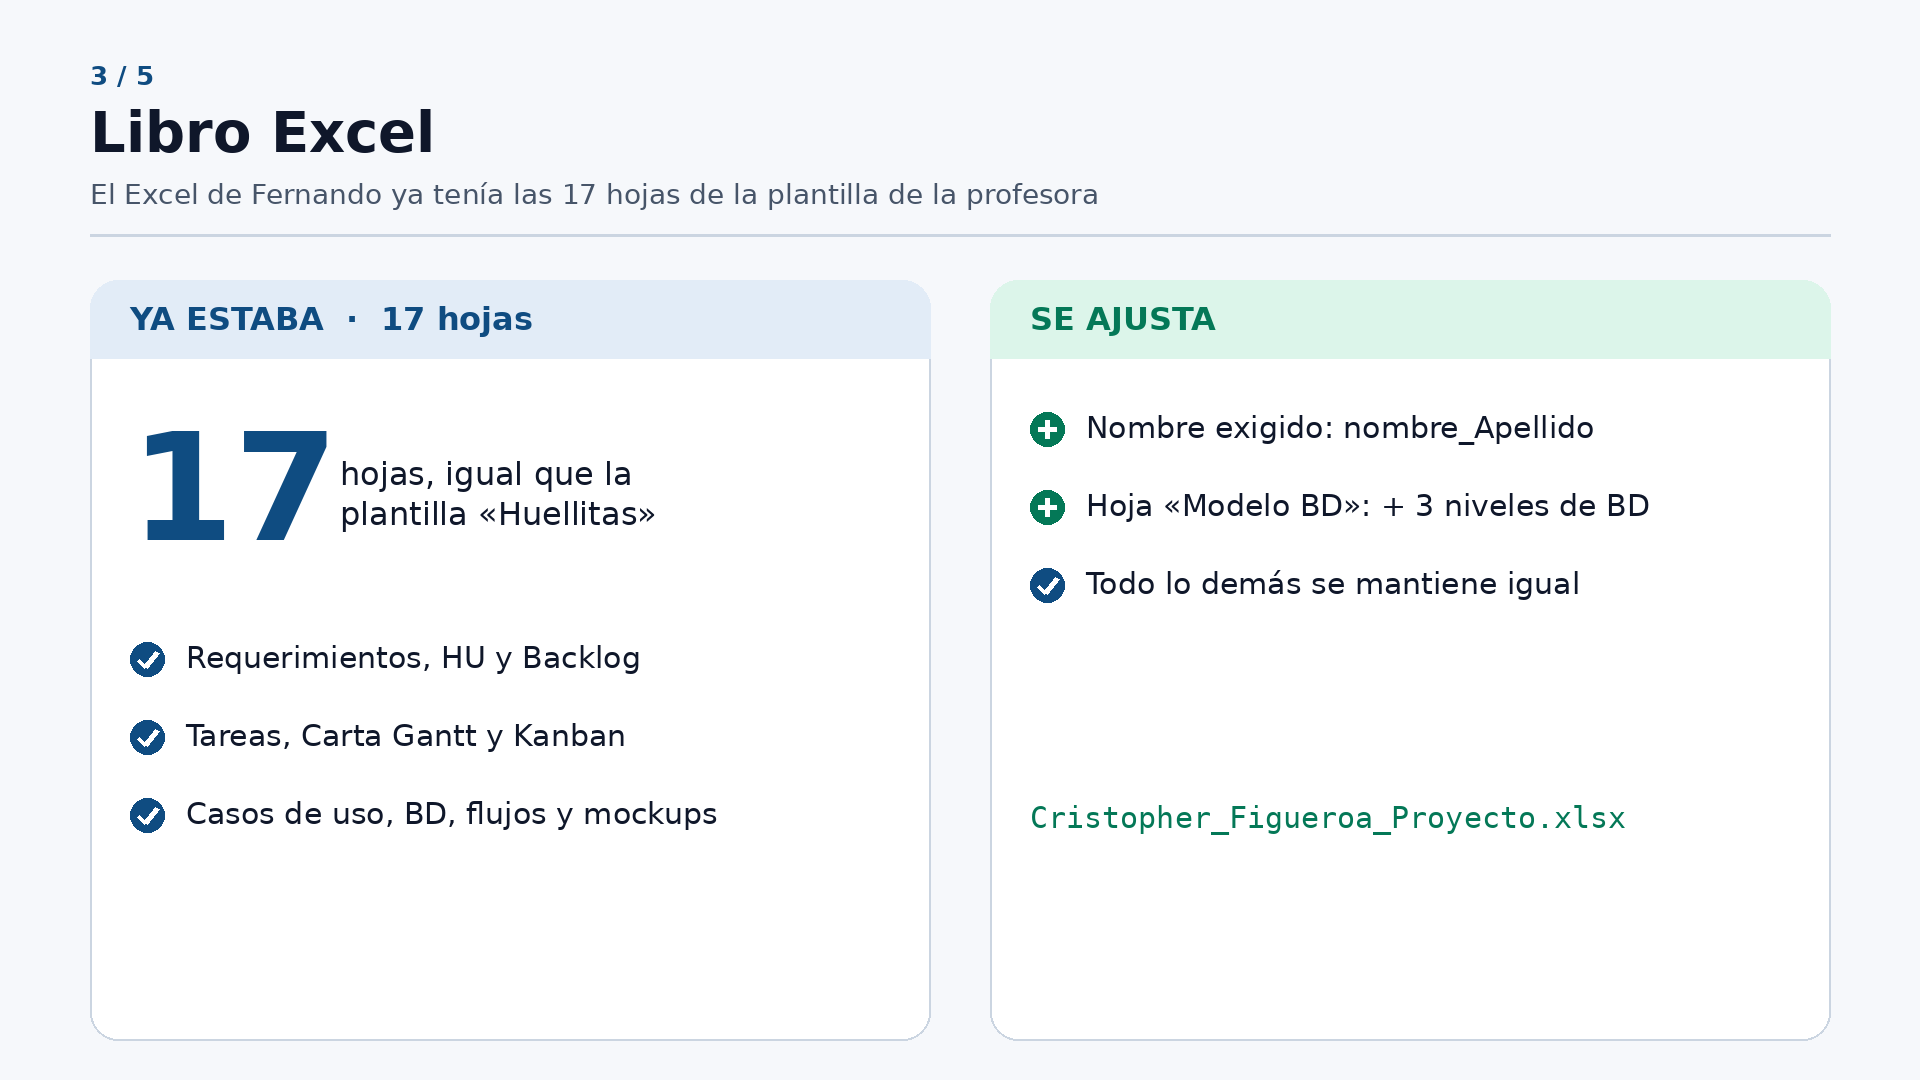 3 / 5
Libro Excel
El Excel de Fernando ya tenía las 17 hojas de la plantilla de la profesora
YA ESTABA · 17 hojas
17
hojas, igual que la
plantilla «Huellitas»
Requerimientos, HU y Backlog
Tareas, Carta Gantt y Kanban
Casos de uso, BD, flujos y mockups
SE AJUSTA
Nombre exigido: nombre_Apellido
Hoja «Modelo BD»: + 3 niveles de BD
Todo lo demás se mantiene igual
Cristopher_Figueroa_Proyecto.xlsx